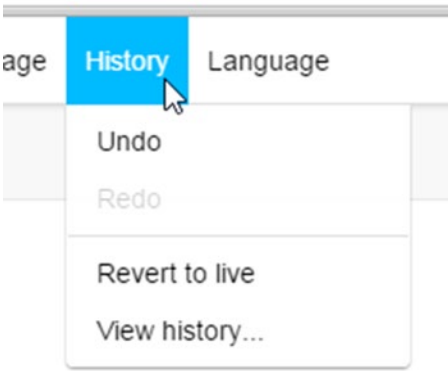 age History Language
Undo
Redo
Revert to live
View history...